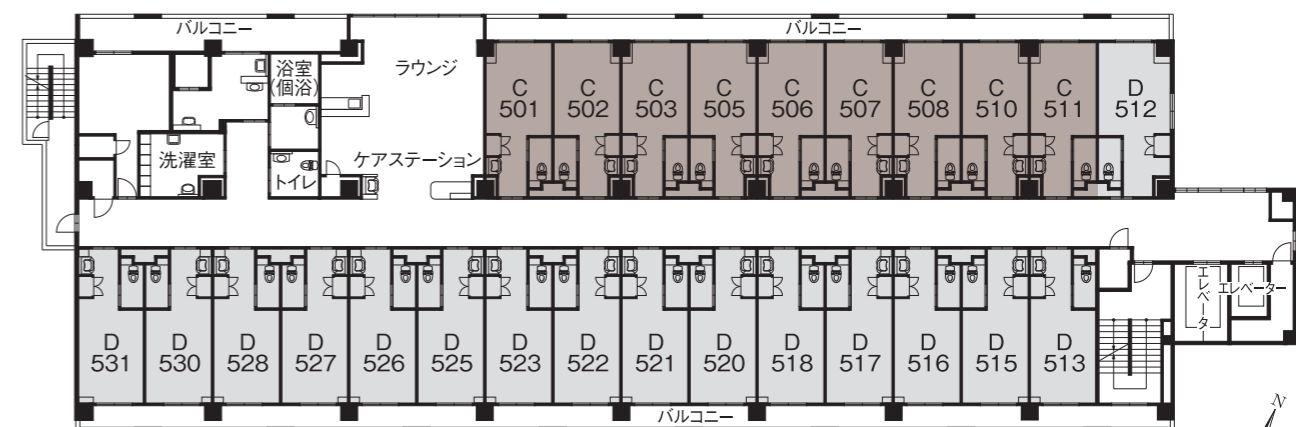 バルコニー
バルコニー
浴室
(個浴)
ラウンジ
C
501
C
502
C
503
C
505
C
506
C
507
C
508
C
510
C
511
D
512
洗濯室
トイレ
ケアステーション
D
531
D
530
D
528
D
527
D
526
D
525
D
523
D
522
D
521
D
520
D
518
D
517
D
516
D
515
D
513
エレベーター
エレベーター
バルコニー
N